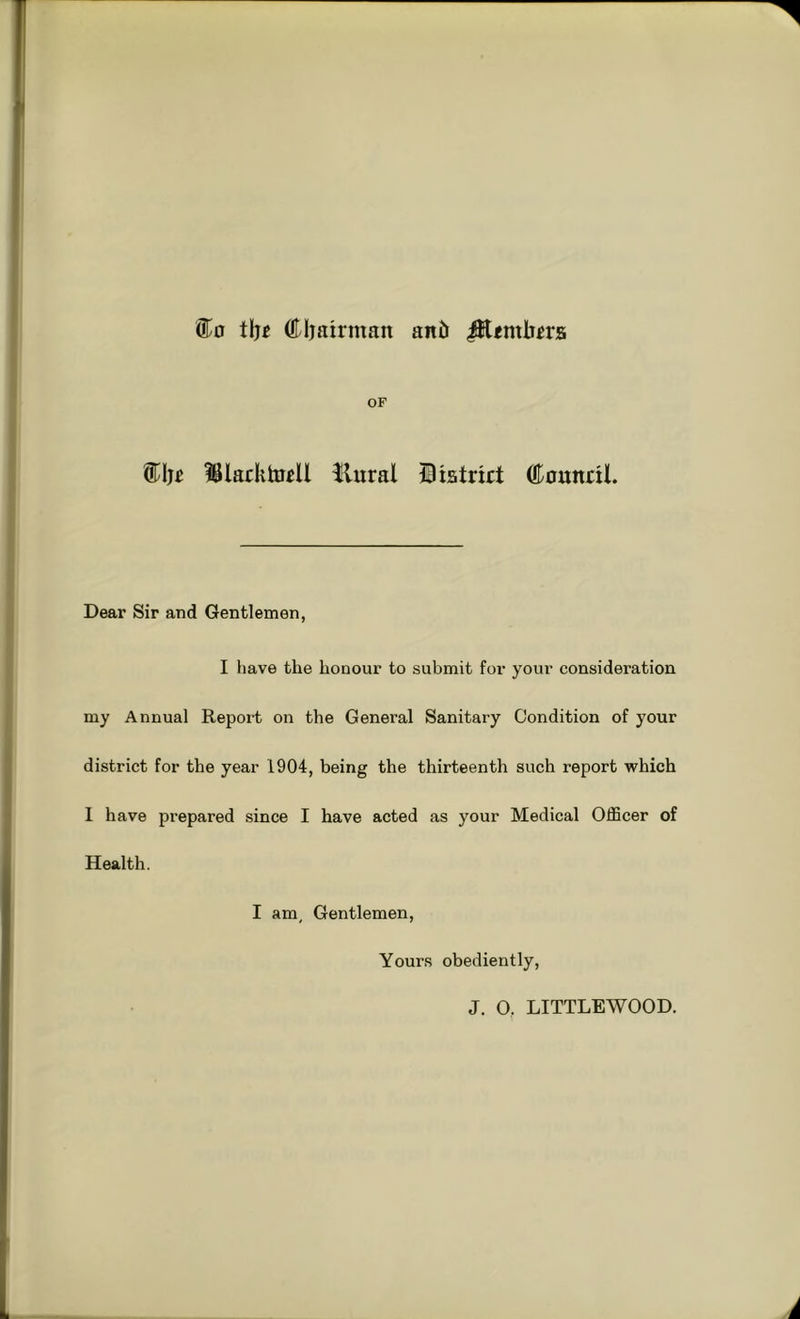 To the Chairman and Members
OF
The Blackwell Rural District Council.
Dear Sir and Gentlemen,
I have the honour to submit for your consideration
my Annual Report on the General Sanitary Condition of your
district for the year 1904, being the thirteenth such report which
I have prepared since I have acted as your Medical Officer of
Health.
I am, Gentlemen,
Yours obediently,
J. O. LITTLEWOOD.